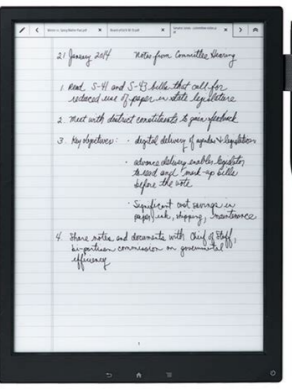 21 January 2014 Notes from Committee Hearing
1. Read S-41 and S-43 bills that call for
reduced use of paper in state legislature
2. Meet with district constituents to gain feedback
3. Key objectives: · digital delivery of agendas & legislation
· advance delivery enables legislators
to read and mark-up bills
before the vote
· Significant cost savings in
paper, ink, shipping, maintenance
4. Share notes and documents with Chief of Staff,
bi-partisan commission on governmental
efficiency